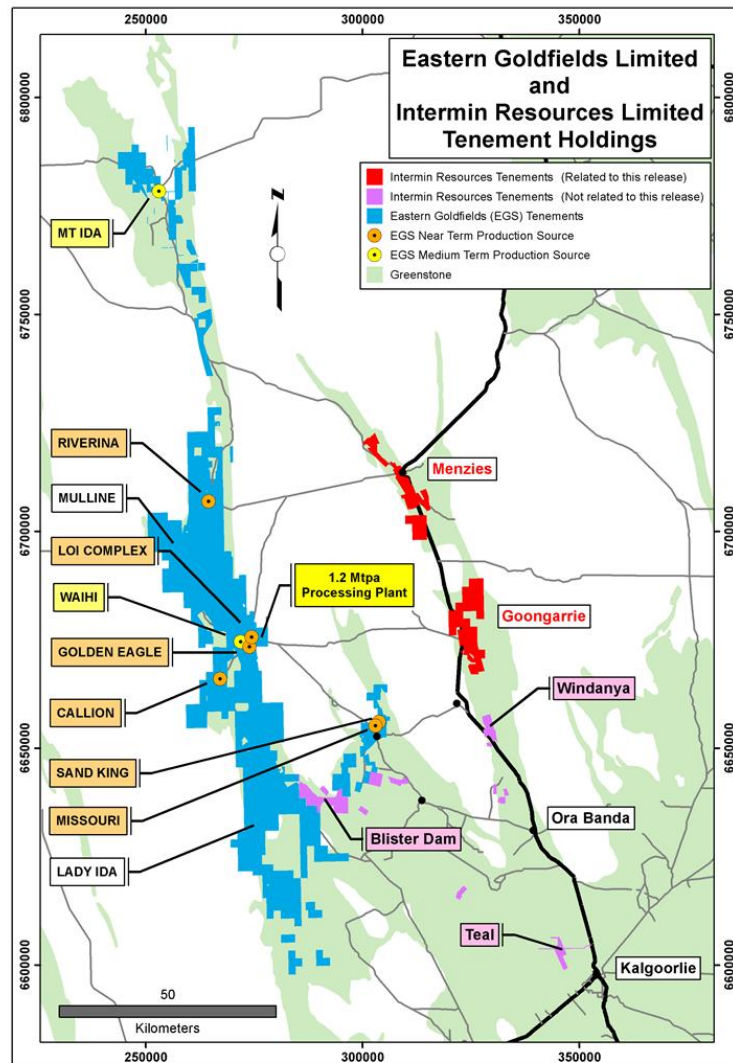 250000
300000
350000
Eastern Goldfields Limited
and
Intermin Resources Limited
Tenement Holdings
6800000
6800000
Intermin Resources Tenements (Related to this release)
Intermin Resources Tenements (Not related to this release)
Eastern Goldfields (EGS) Tenements
EGS Near Term Production Source
EGS Medium Term Production Source
Greenstone
N
MT IDA
6750000
6750000
RIVERINA
Menzies
MULLINE
6700000
6700000
LOI COMPLEX
1.2 Mtpa
Processing Plant
WAIHI
Goongarrie
GOLDEN EAGLE
Windanya
CALLION
6650000
6650000
SAND KING
MISSOURI
Ora Banda
Blister Dam
LADY IDA
Teal
Kalgoorlie
6600000
6600000
50
Kilometers
250000
300000
350000